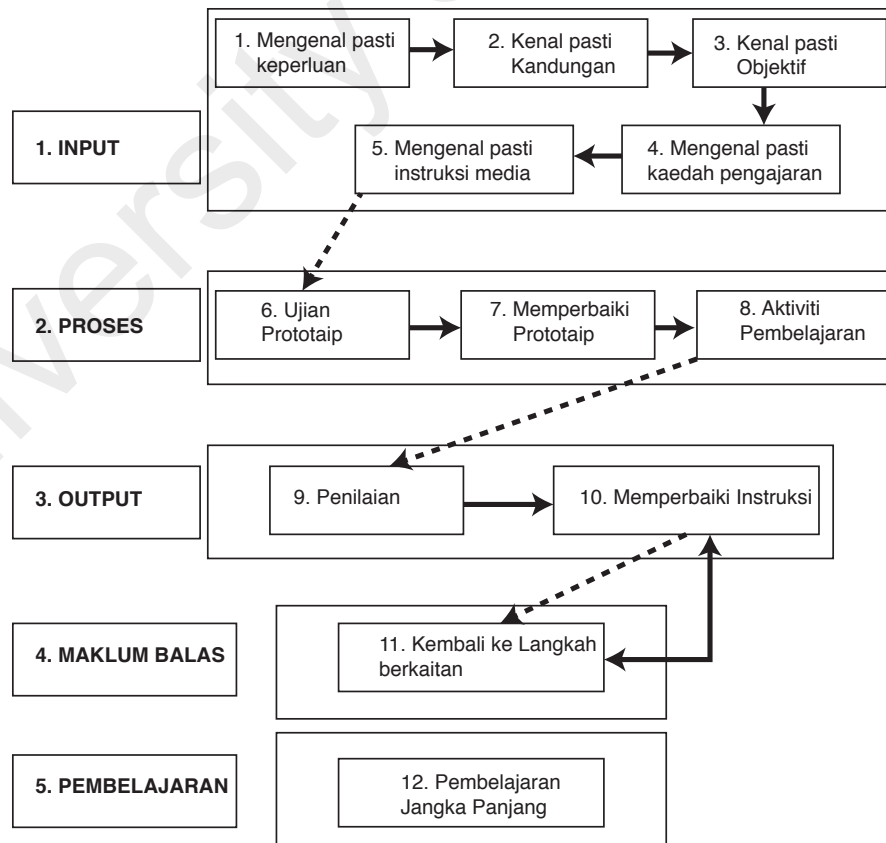 1. Mengenal pasti
keperluan
2. Kenal pasti
Kandungan
3. Kenal pasti
Objektif
1. INPUT
5. Mengenal pasti
instruksi media
4. Mengenal pasti
kaedah pengajaran
2. PROSES
6. Ujian
Prototaip
7. Memperbaiki
Prototaip
8. Aktiviti
Pembelajaran
3. OUTPUT
9. Penilaian
10. Memperbaiki Instruksi
4. MAKLUM BALAS
11. Kembali ke Langkah
berkaitan
5. PEMBELAJARAN
12. Pembelajaran
Jangka Panjang